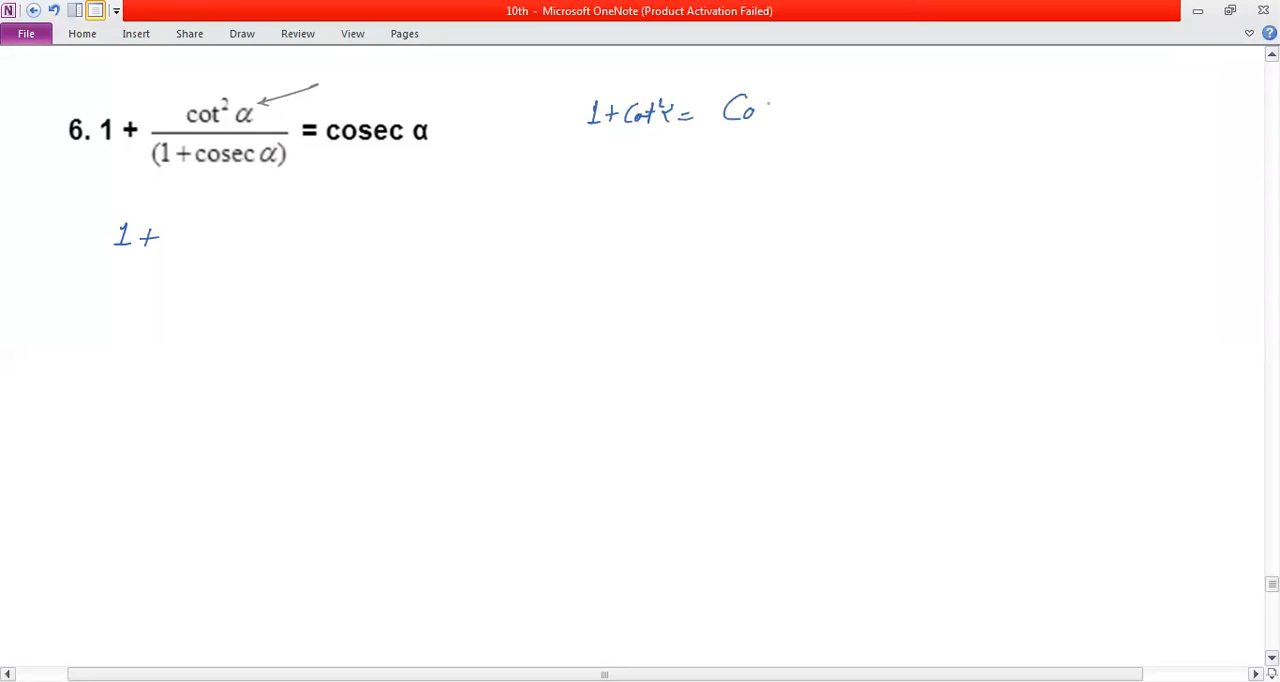 10th - Microsoft OneNote (Product Activation Failed)
File Home Insert Share Draw Review View Pages
6. 1 + cot² α / (1 + cosec α) = cosec α
1 + Cot²α = Co
1 +